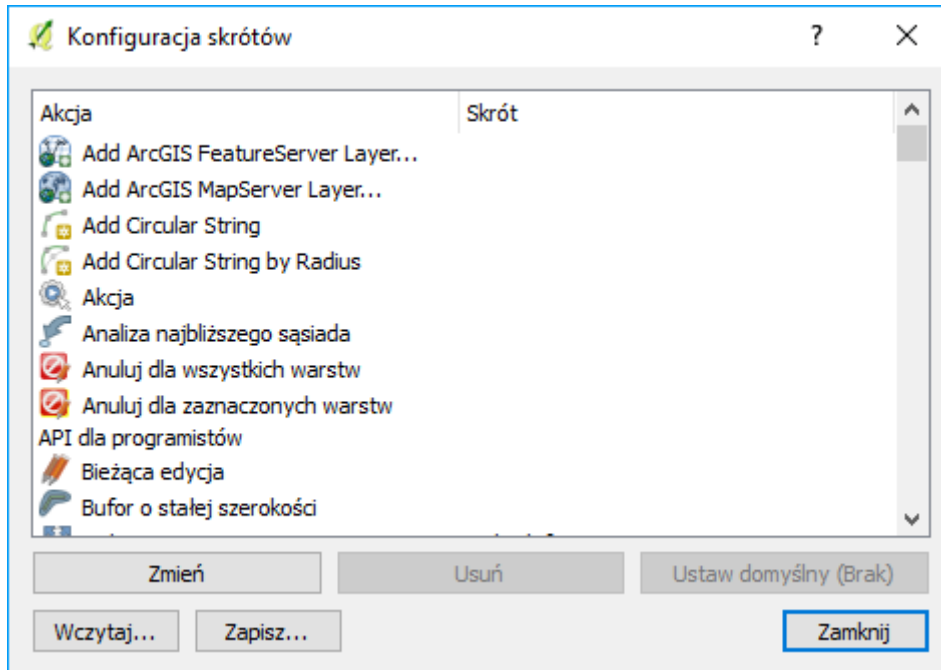 Konfiguracja skrótów ?
Akcja Skrót
Add ArcGIS FeatureServer Layer...
Add ArcGIS MapServer Layer...
Add Circular String
Add Circular String by Radius
Akcja
Analiza najbliższego sąsiada
Anuluj dla wszystkich warstw
Anuluj dla zaznaczonych warstw
API dla programistów
Bieżąca edycja
Bufor o stałej szerokości
Zmień Usuń Ustaw domyślny (Brak)
Wczytaj... Zapisz... Zamknij